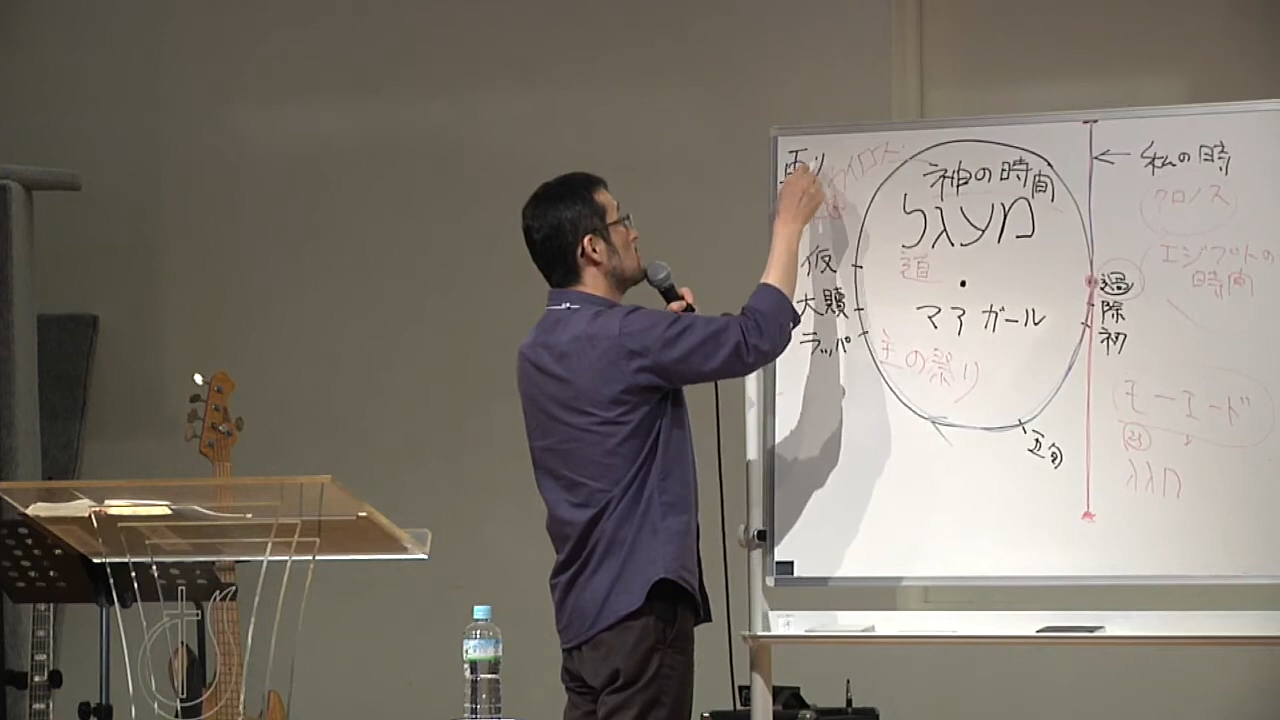 神の時間
道
マアガール
主の祭り
仮
大贖
ラッパ
五旬
過
除
初
← 私の時
クロノス
エジプトの
時間
モーエード